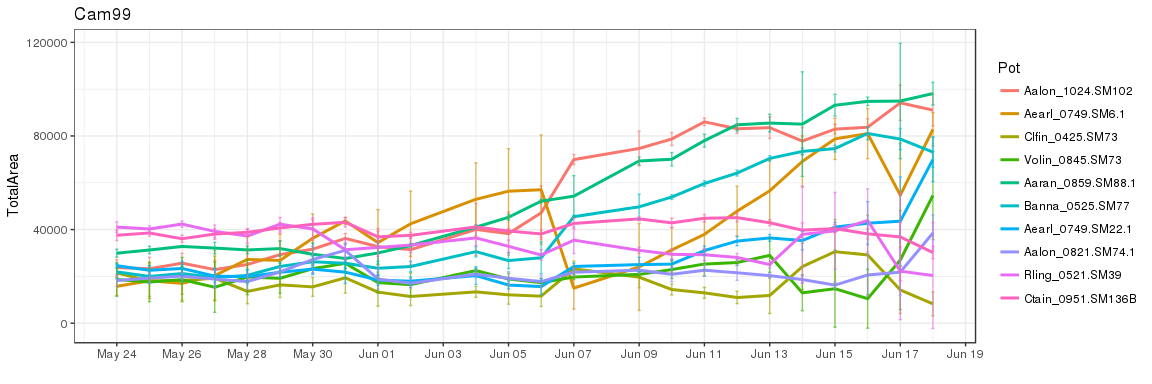 Cam99
TotalArea
120000
80000
40000
0
May 24 May 26 May 28 May 30 Jun 01 Jun 03 Jun 05 Jun 07 Jun 09 Jun 11 Jun 13 Jun 15 Jun 17 Jun 19
Pot
Aalon_1024.SM102
Aearl_0749.SM6.1
Clfin_0425.SM73
Volin_0845.SM73
Aaran_0859.SM88.1
Banna_0525.SM77
Aearl_0749.SM22.1
Aalon_0821.SM74.1
Rling_0521.SM39
Ctain_0951.SM136B